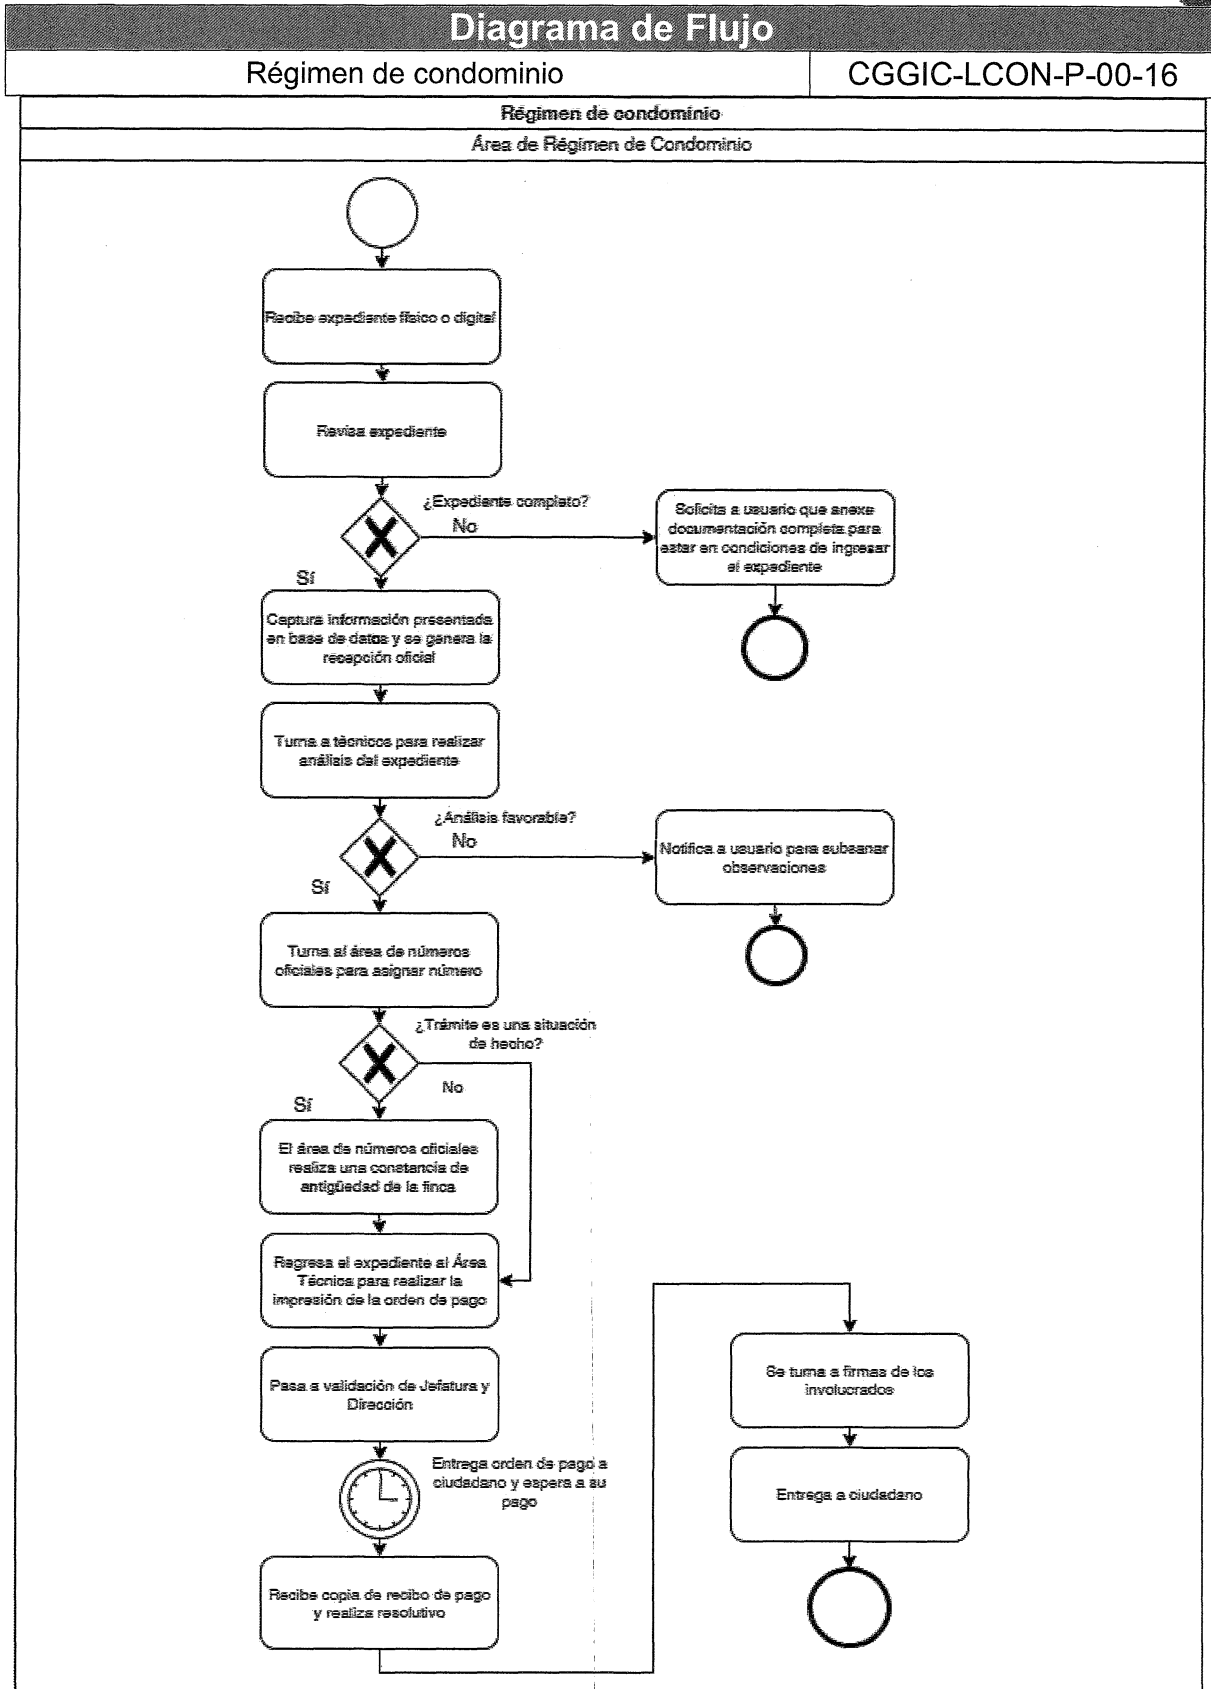 Diagrama de Flujo
Régimen de condominio
CGGIC-LCON-P-00-16
Régimen de condominio
Área de Régimen de Condominio
Recibe expediente físico o digital
Revisa expediente
¿Expediente completo?
No
Solicita a usuario que anexe
documentación completa para
estar en condiciones de ingresar
el expediente
Sí
Captura información presentada
en base de datos y se genera la
recepción oficial
Turna a técnicos para realizar
análisis del expediente
¿Análisis favorable?
No
Notifica a usuario para subsanar
observaciones
Sí
Turna al área de números
oficiales para asignar número
¿Trámite es una situación
de hecho?
No
Sí
El área de números oficiales
realiza una constancia de
antigüedad de la finca
Regresa el expediente al Área
Técnica para realizar la
impresión de la orden de pago
Pasa a validación de Jefatura y
Dirección
Entrega orden de pago a
ciudadano y espera a su
pago
Recibe copia de recibo de pago
y realiza resolutivo
Se turna a firmas de los
involucrados
Entrega a ciudadano